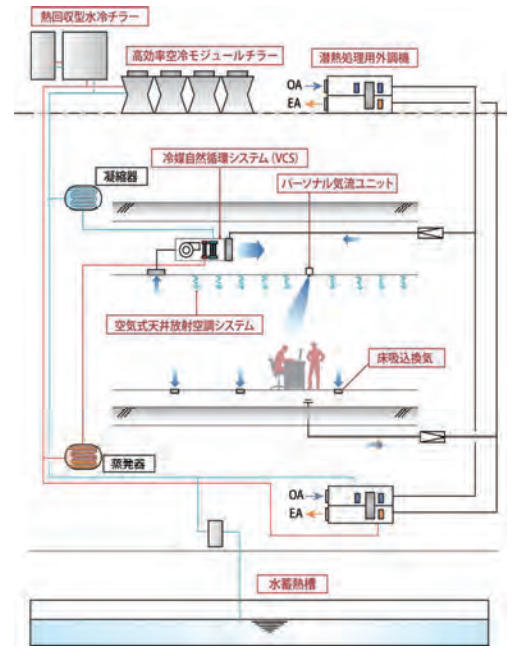 熱回収型水冷チラー
高効率空冷モジュールチラー
潜熱処理用外調機
OA
EA
冷媒自然循環システム(VCS)
凝縮器
パーソナル気流ユニット
空気式天井放射空調システム
床吸込換気
蒸発器
OA
EA
水蓄熱槽